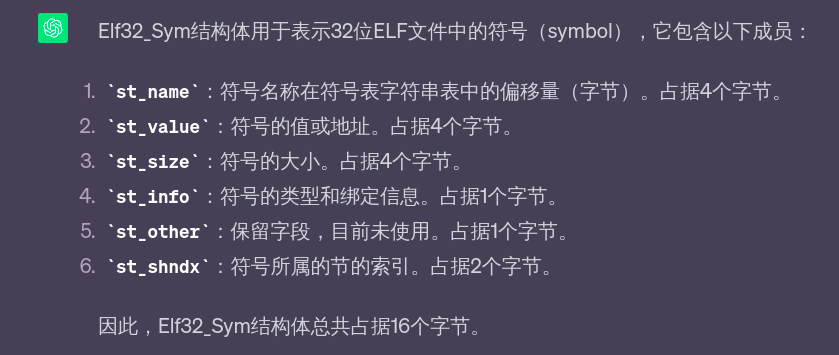 Elf32_Sym结构体用于表示32位ELF文件中的符号（symbol），它包含以下成员：
1. `st_name`：符号名称在符号表字符串表中的偏移量（字节）。占据4个字节。
2. `st_value`：符号的值或地址。占据4个字节。
3. `st_size`：符号的大小。占据4个字节。
4. `st_info`：符号的类型和绑定信息。占据1个字节。
5. `st_other`：保留字段，目前未使用。占据1个字节。
6. `st_shndx`：符号所属的节的索引。占据2个字节。
因此，Elf32_Sym结构体总共占据16个字节。